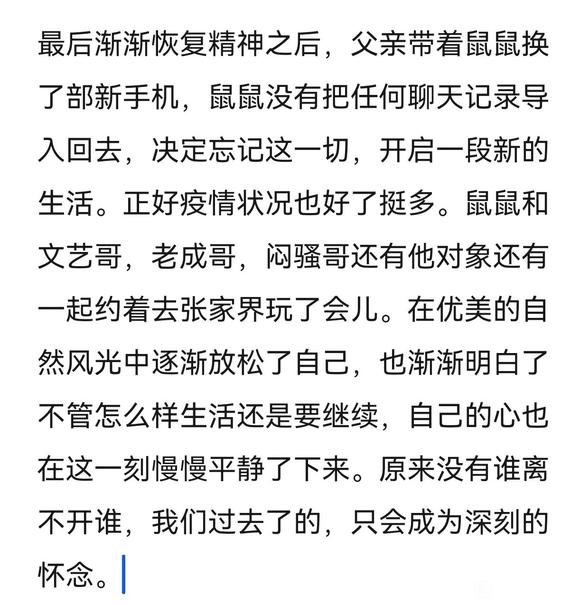 最后渐渐恢复精神之后，父亲带着鼠鼠换
了部新手机，鼠鼠没有把任何聊天记录导
入回去，决定忘记这一切，开启一段新的
生活。正好疫情状况也好了挺多。鼠鼠和
文艺哥，老成哥，闷骚哥还有他对象还有
一起约着去张家界玩了会儿。在优美的自
然风光中逐渐放松了自己，也渐渐明白了
不管怎么样生活还是要继续，自己的心也
在这一刻慢慢平静了下来。原来没有谁离
不开谁，我们过去了的，只会成为深刻的
怀念。